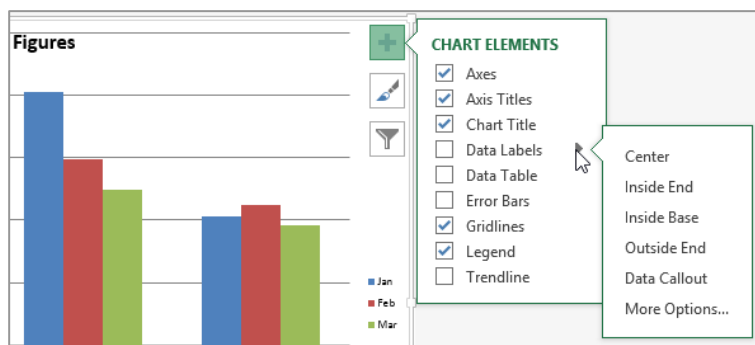 Figures
CHART ELEMENTS
Axes
Axis Titles
Chart Title
Data Labels
Data Table
Error Bars
Gridlines
Legend
Trendline
Center
Inside End
Inside Base
Outside End
Data Callout
More Options...
Jan
Feb
Mar